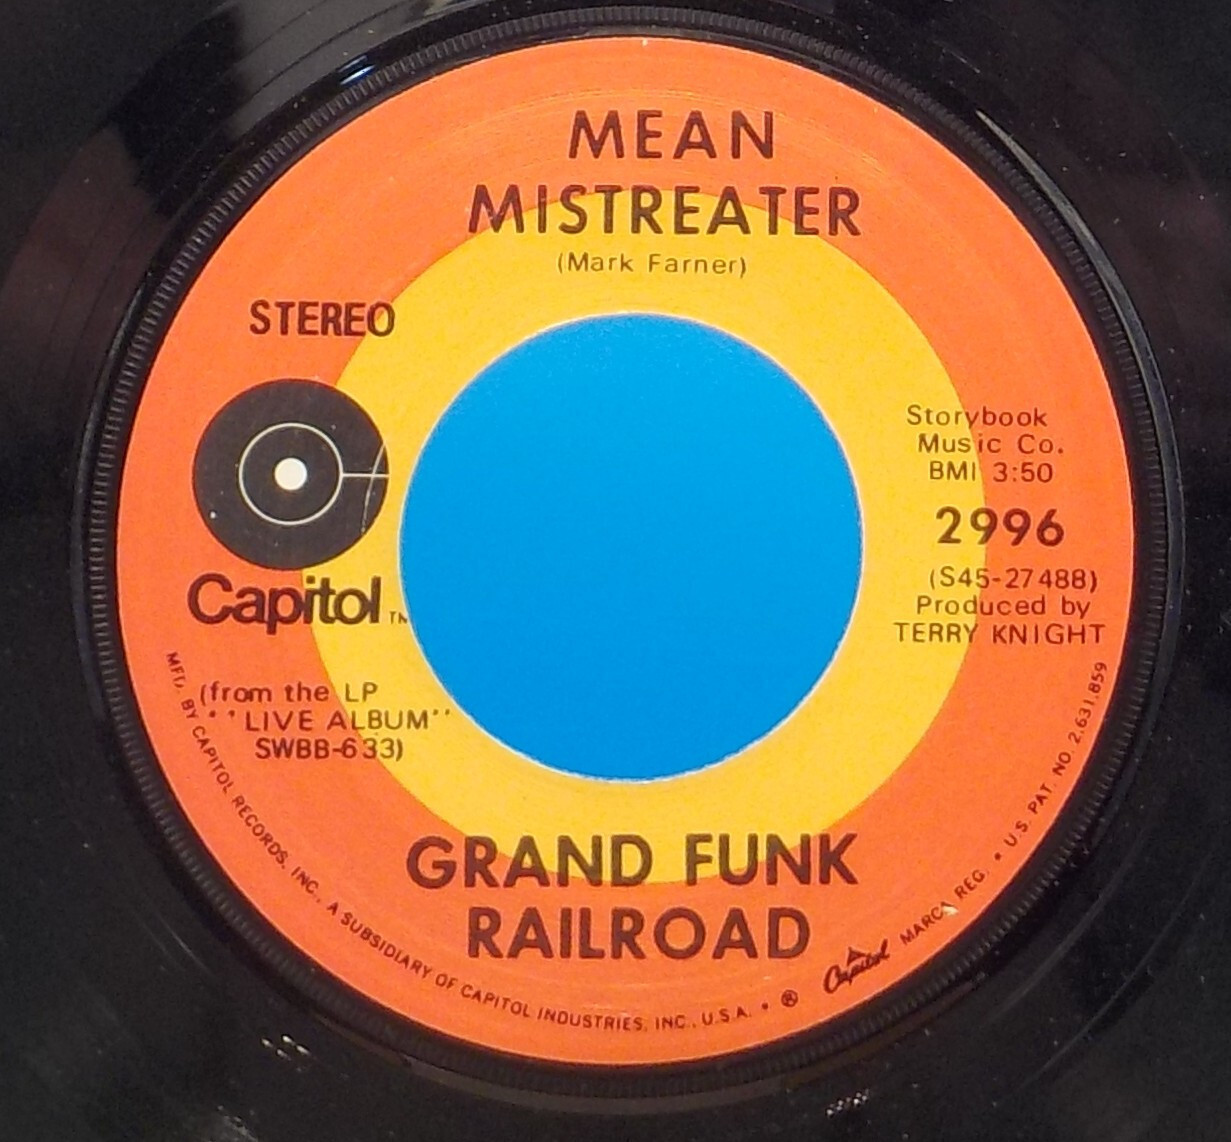 MEAN
MISTREATER
(Mark Farner)
STEREO
Capitol TM
(from the LP
"LIVE ALBUM"
SWBB-633)
Storybook
Music Co.
BMI 3:50
2996
(S45-27488)
Produced by
TERRY KNIGHT
GRAND FUNK
RAILROAD
MFD. BY CAPITOL RECORDS, INC., A SUBSIDIARY OF CAPITOL INDUSTRIES, INC., U.S.A. • ® Capitol MARCA REG. • U.S. PAT. NO. 2,631,859